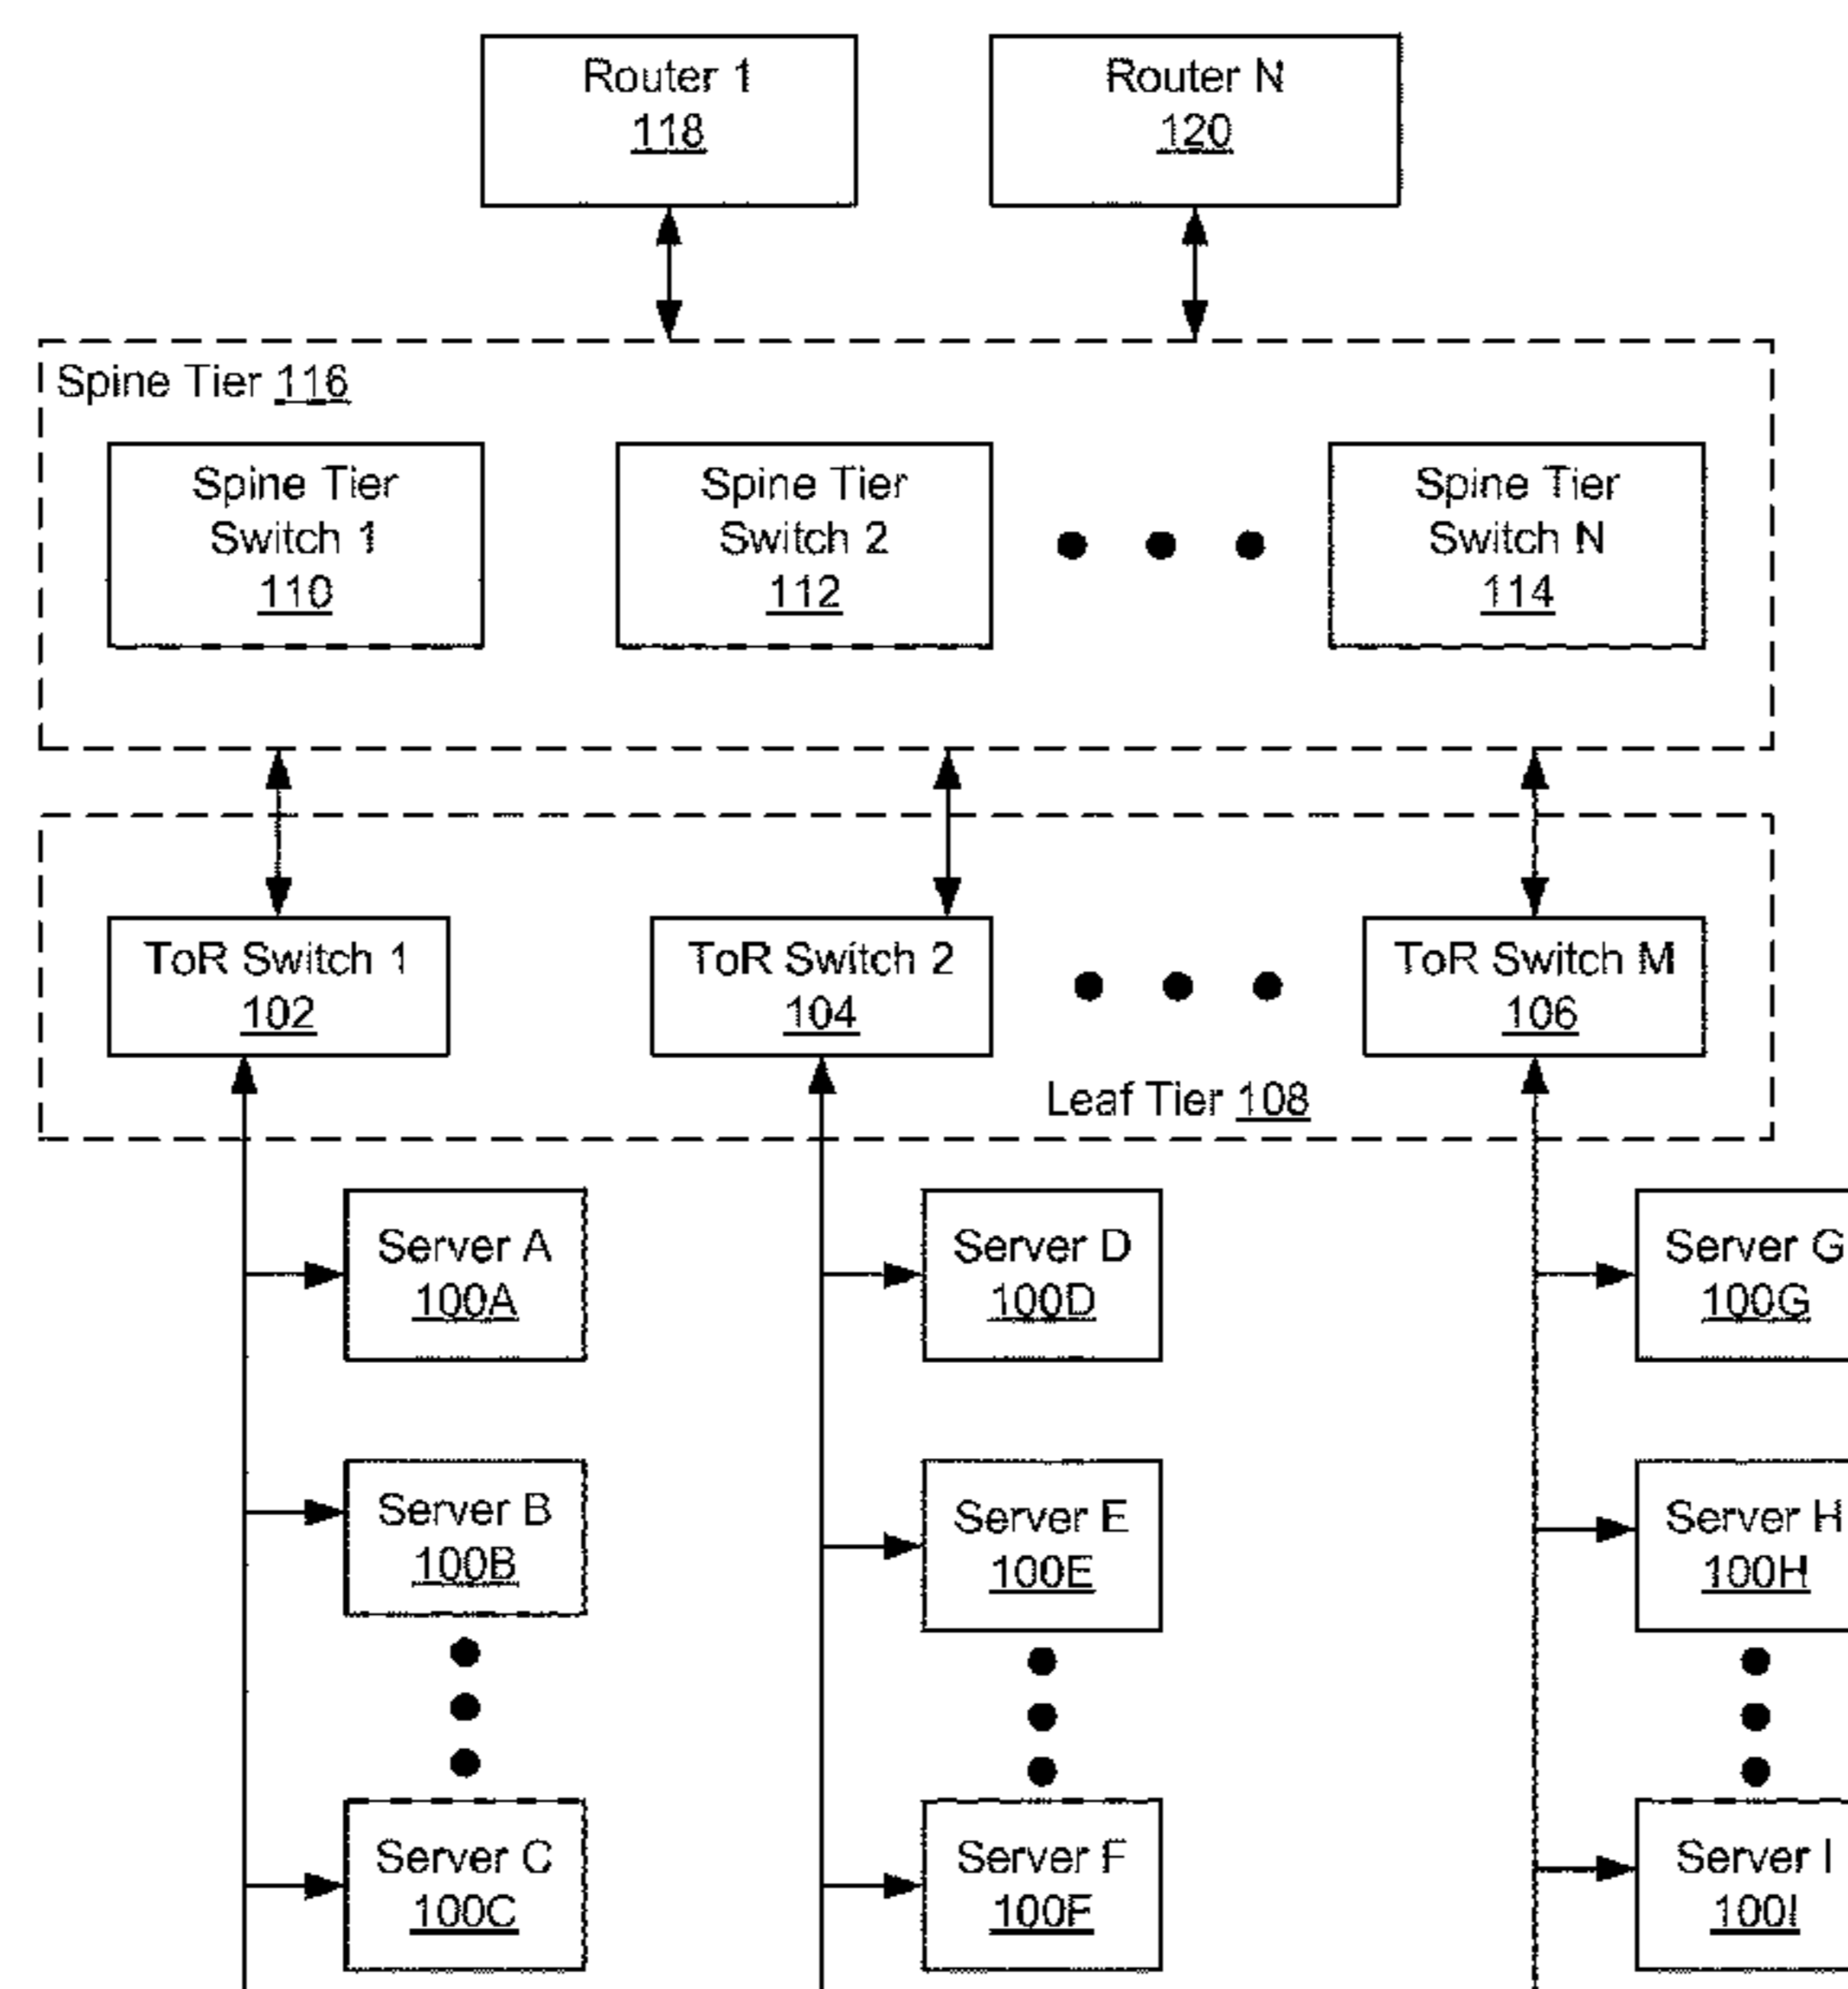 Router 1
118
Router N
120
Spine Tier 116
Spine Tier
Switch 1
110
Spine Tier
Switch 2
112
Spine Tier
Switch N
114
ToR Switch 1
102
ToR Switch 2
104
ToR Switch M
106
Leaf Tier 108
Server A
100A
Server D
100D
Server G
100G
Server B
100B
Server E
100E
Server H
100H
Server C
100C
Server F
100F
Server I
100I